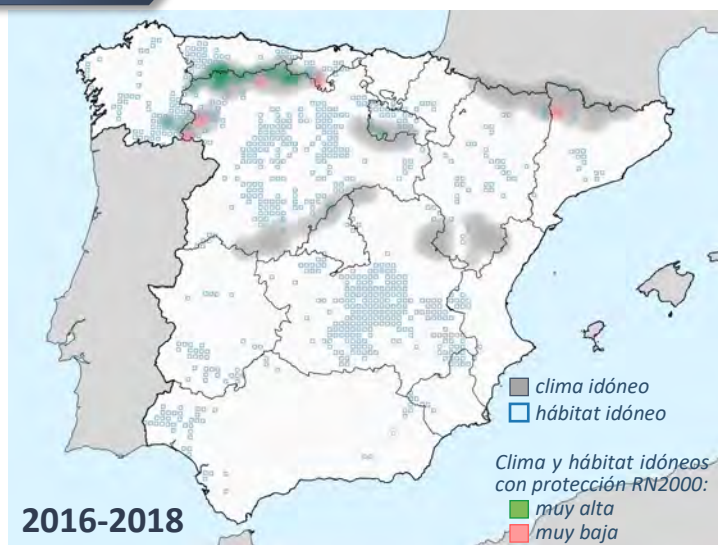 clima idóneo
hábitat idóneo
Clima y hábitat idóneos
con protección RN2000:
muy alta
muy baja
2016-2018